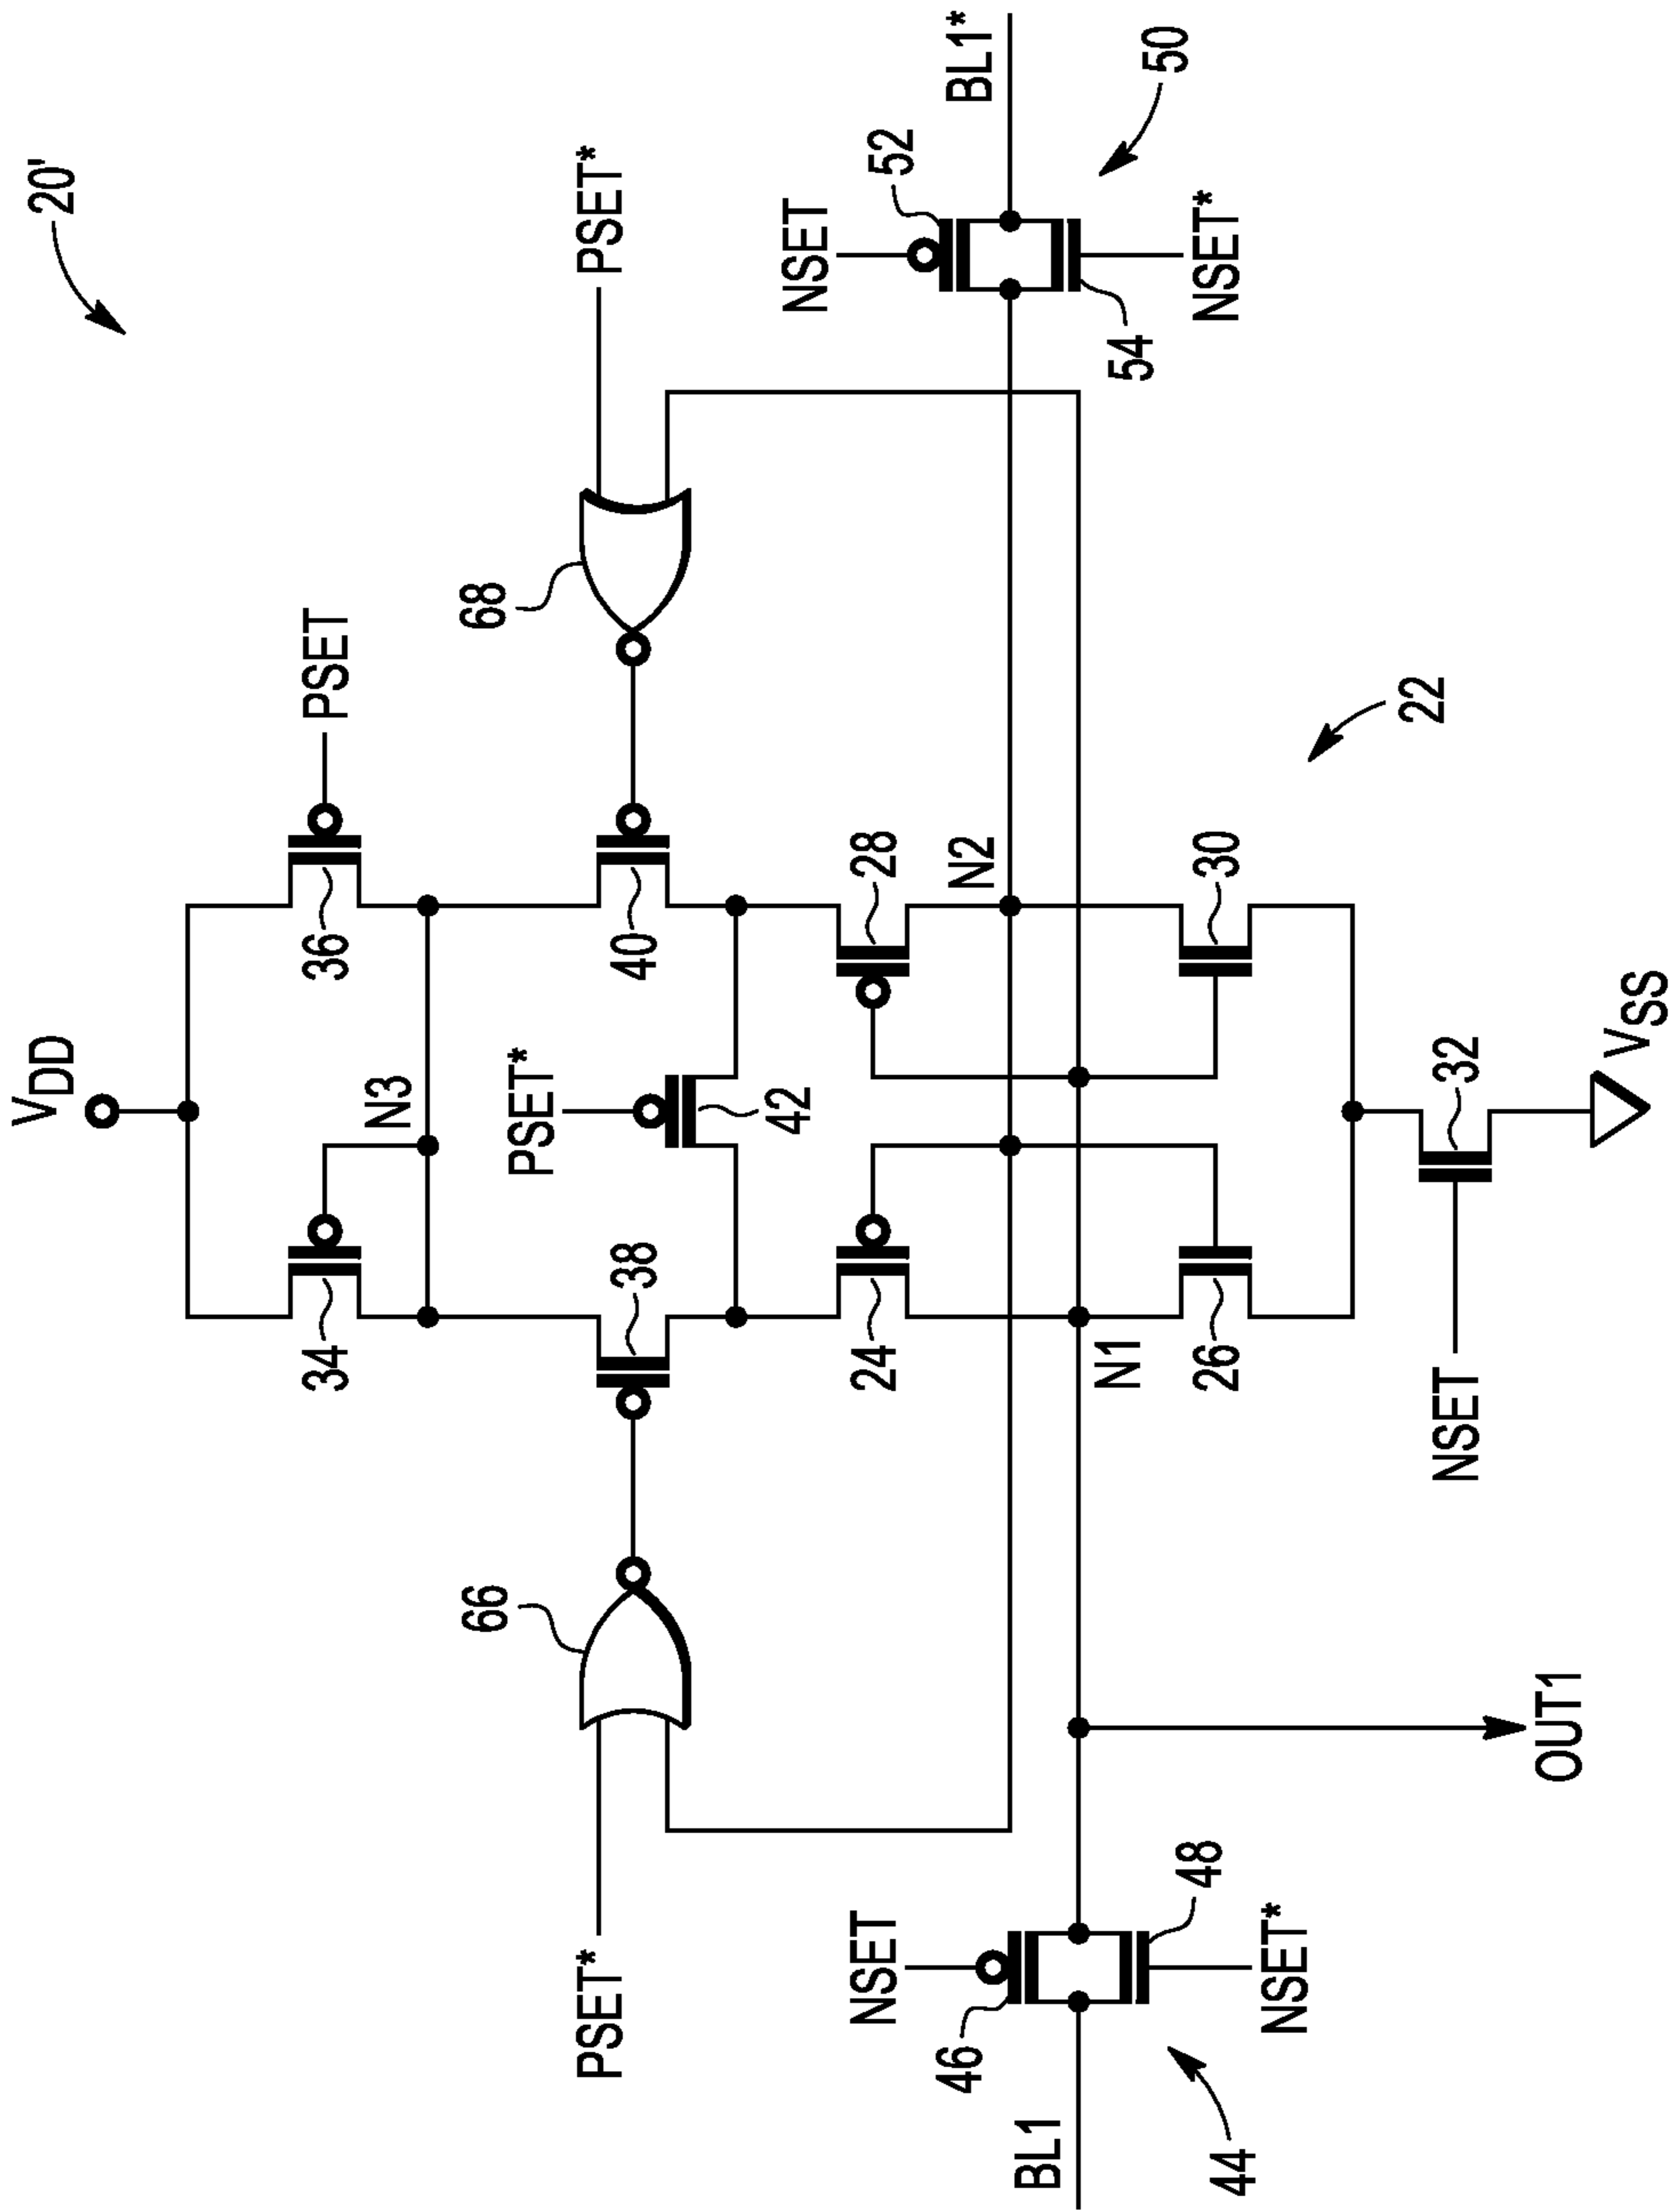 20'
VDD
PSET
36
34
N3
PSET*
68
PSET*
66
PSET*
40
38
42
NSET
52
BL1*
50
28
24
N2
N1
54
NSET*
NSET
46
BL1
44
48
NSET*
30
26
22
32
NSET
VSS
OUT1